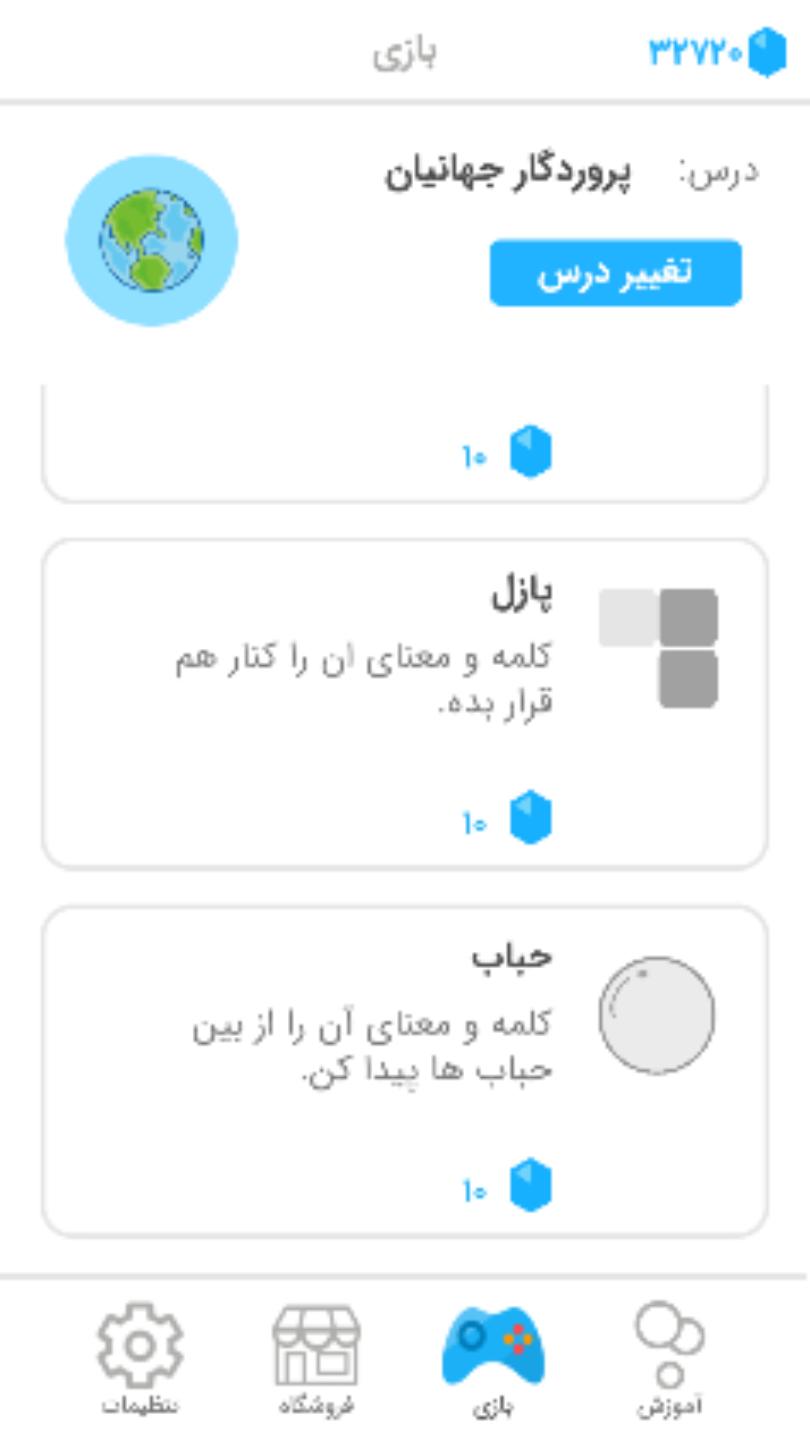 بازی
۳۲۷۲۰
درس: پروردگار جهانیان
تغییر درس
۱۰
پازل
کلمه و معنای ان را کنار هم
قرار بده.
۱۰
حباب
کلمه و معنای آن را از بین
حباب ها پیدا کن.
۱۰
آموزش
بازی
فروشگاه
تنظیمات